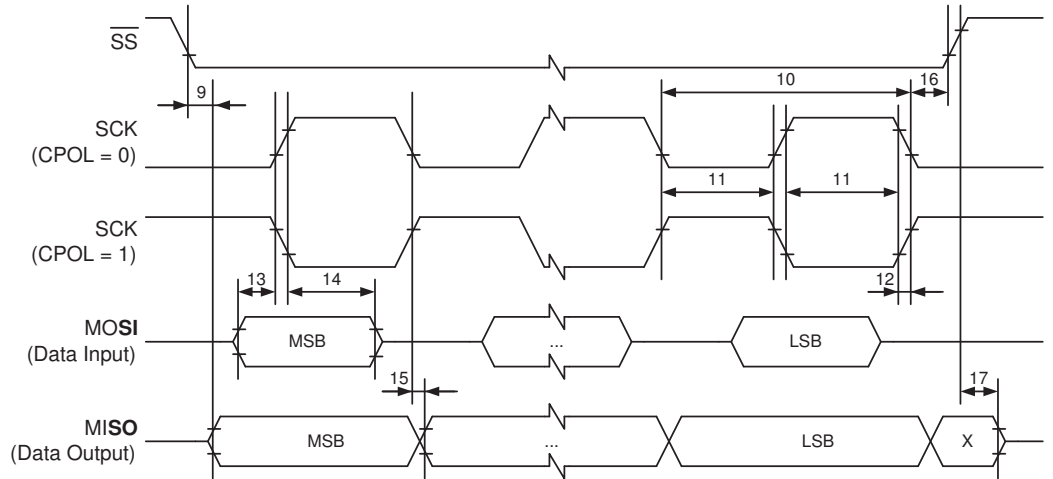 SS
9
10
16
SCK
(CPOL = 0)
11
11
SCK
(CPOL = 1)
13
14
12
MOSI
(Data Input)
MSB
...
LSB
15
17
MISO
(Data Output)
MSB
...
LSB
X